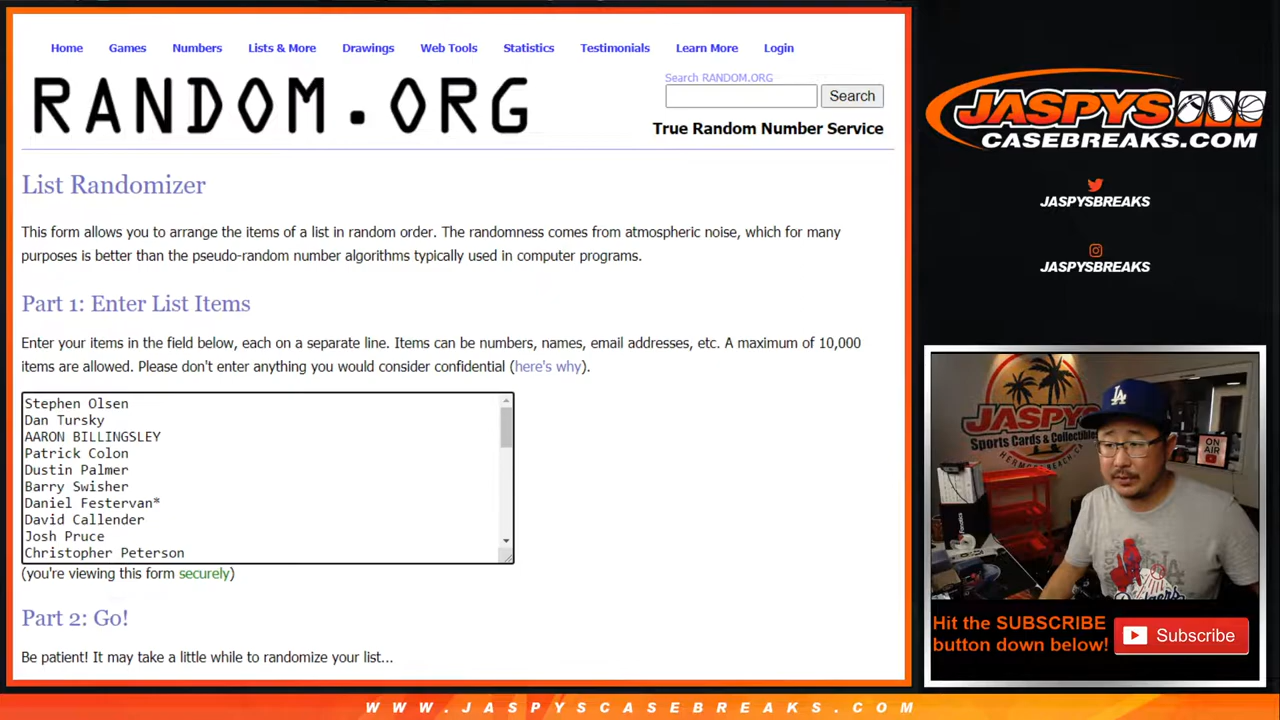 Home Games Numbers Lists & More Drawings Web Tools Statistics Testimonials Learn More Login
RANDOM.ORG
Search RANDOM.ORG
Search
True Random Number Service
List Randomizer
This form allows you to arrange the items of a list in random order. The randomness comes from atmospheric noise, which for many
purposes is better than the pseudo-random number algorithms typically used in computer programs.
Part 1: Enter List Items
Enter your items in the field below, each on a separate line. Items can be numbers, names, email addresses, etc. A maximum of 10,000
items are allowed. Please don't enter anything you would consider confidential (here's why).
Stephen Olsen
Dan Tursky
AARON BILLINGSLEY
Patrick Colon
Dustin Palmer
Barry Swisher
Daniel Festervan*
David Callender
Josh Pruce
Christopher Peterson
(you're viewing this form securely)
Part 2: Go!
Be patient! It may take a little while to randomize your list...
JASPYS
CASEBREAKS.COM
JASPYSBREAKS
JASPYSBREAKS
JASPYS
Sports Cards & Collectibles
LA
ON AIR
Dodgers
Hit the SUBSCRIBE
button down below!
Subscribe
WWW.JASPYSCASEBREAKS.COM